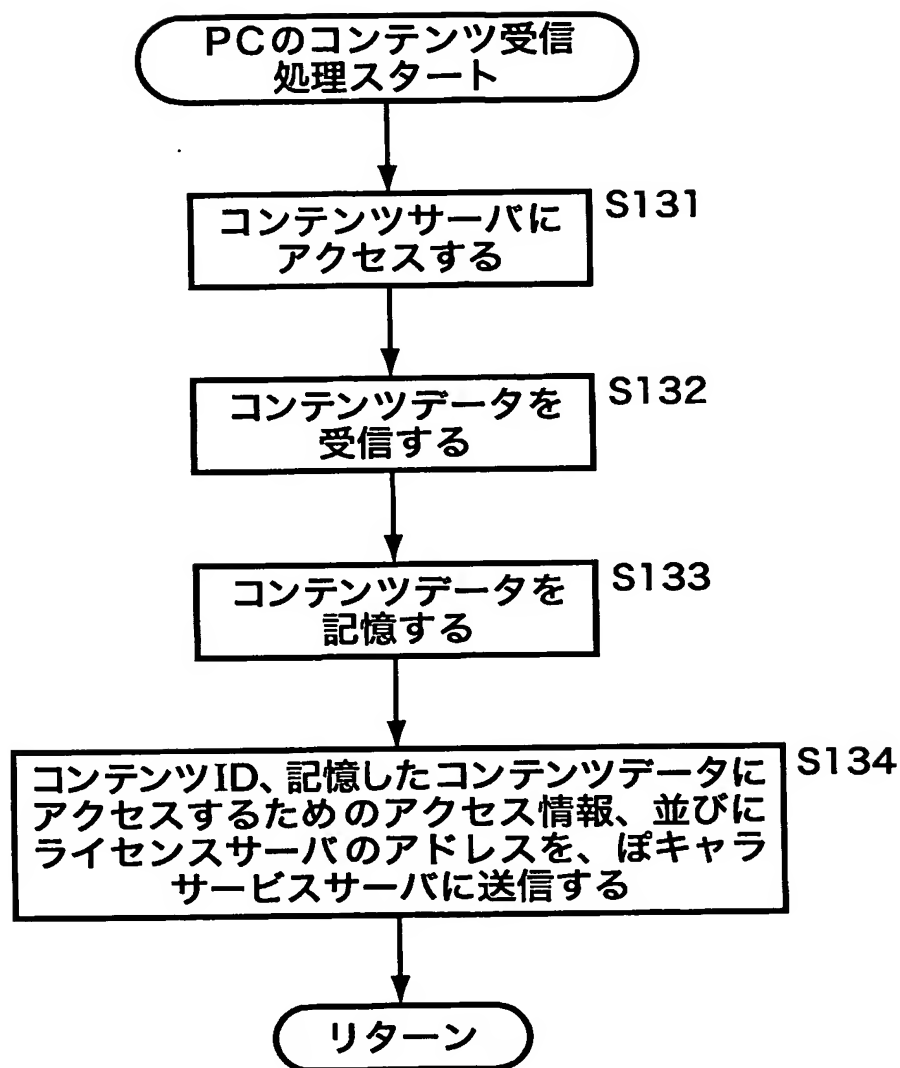 PCのコンテンツ受信
処理スタート
コンテンツサーバに
アクセスする
S131
コンテンツデータを
受信する
S132
コンテンツデータを
記憶する
S133
コンテンツID、記憶したコンテンツデータに
アクセスするためのアクセス情報、並びに
ライセンスサーバのアドレスを、ぽキャラ
サービスサーバに送信する
S134
リターン